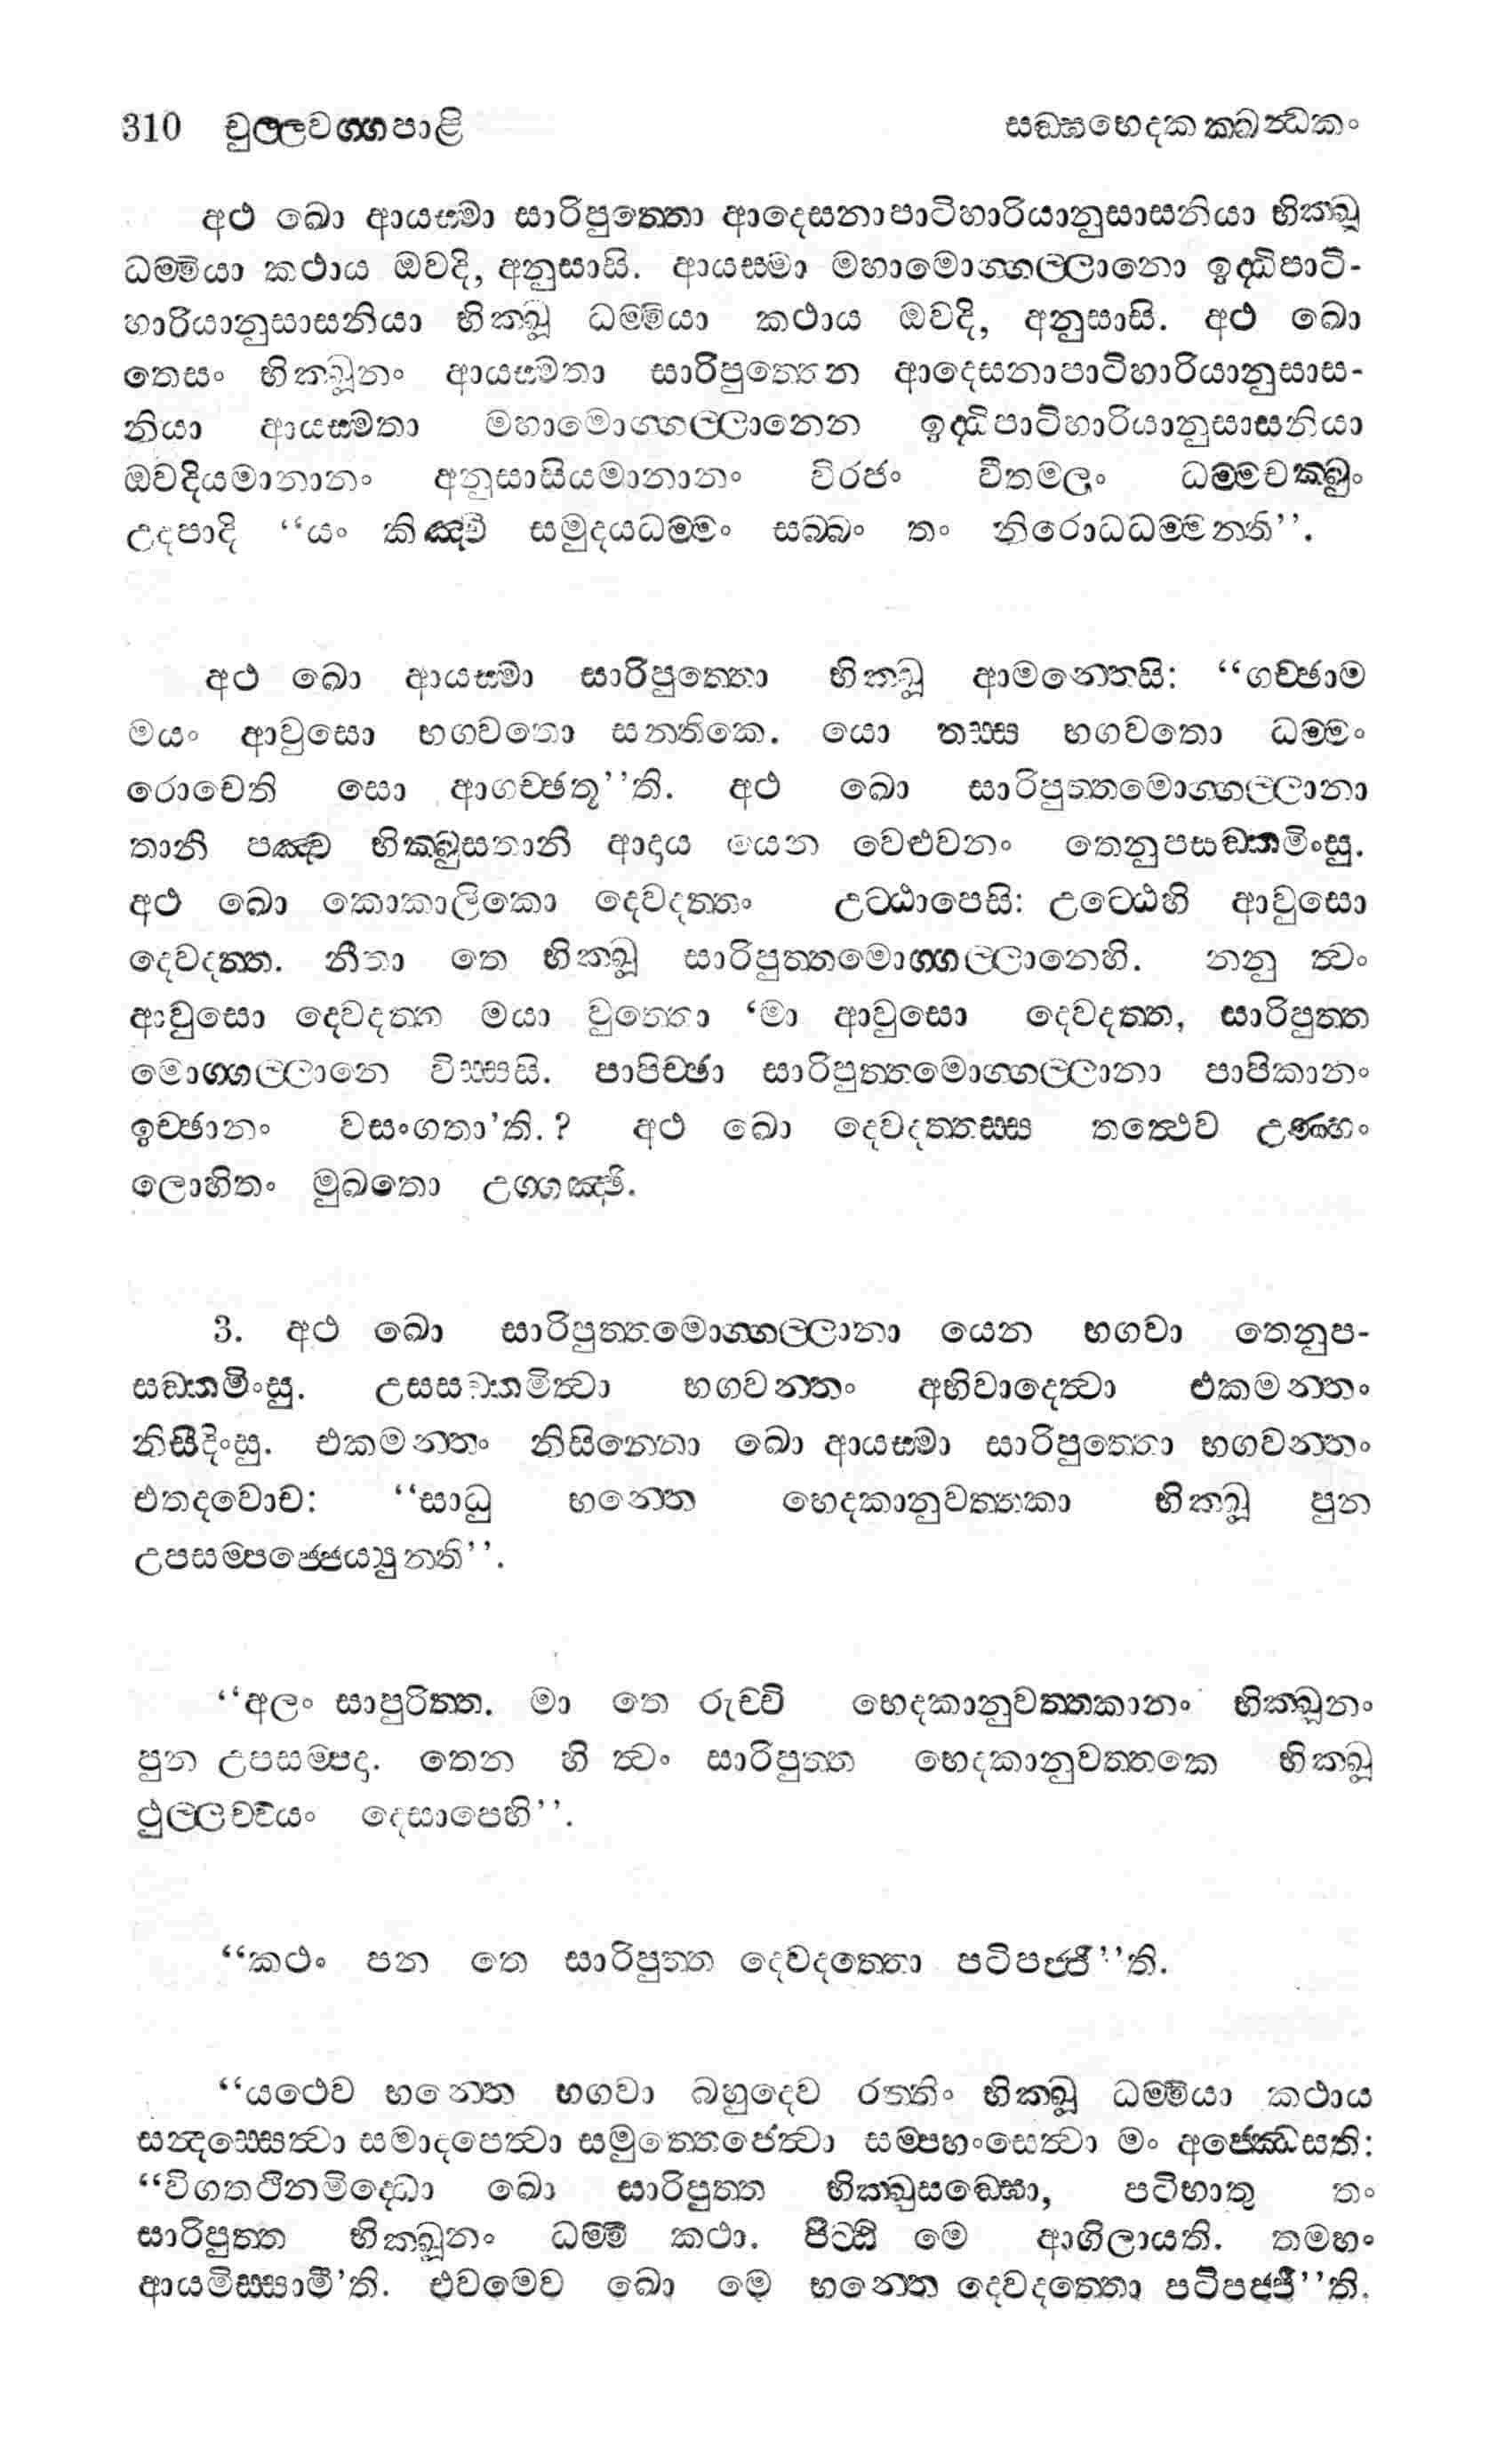 310 චුල්ලවග්ගපාළි
සඞ්ඝභෙදකක්ඛන්ධකං
අථ ඛො ආයස්මා සාරිපුත්තො ආදෙසනාපාටිහාරියානුසාසනියා භික්ඛූ
ධම්මියා කථාය ඔවදි, අනුසාසි. ආයස්මා මහාමොග්ගල්ලානො ඉද්ධිපාටි-
හාරියානුසාසනියා භික්ඛූ ධම්මියා කථාය ඔවදි, අනුසාසි. අථ ඛො
තෙසං භික්ඛූනං ආයස්මතා සාරිපුත්තෙන ආදෙසනාපාටිහාරියානුසාස-
නියා ආයස්මතා මහාමොග්ගල්ලානෙන ඉද්ධිපාටිහාරියානුසාසනියා
ඔවදියමානානං අනුසාසියමානානං විරජං වීතමලං ධම්මචක්ඛුං
උදපාදි “යං කිඤ්චි සමුදයධම්මං සබ්බං තං නිරොධධම්මන්ති”.
අථ ඛො ආයස්මා සාරිපුත්තො භික්ඛූ ආමන්තෙසි: “ගච්ඡාම
මයං ආවුසො භගවතො සන්තිකෙ. යො තස්ස භගවතො ධම්මං
රොචෙති සො ආගච්ඡතූ”ති. අථ ඛො සාරිපුත්තමොග්ගල්ලානා
තානි පඤ්ච භික්ඛුසතානි ආදාය යෙන වෙළුවනං තෙනුපසඞ්කමිංසු.
අථ ඛො කොකාලිකො දෙවදත්තං උට්ඨාපෙසි: උට්ඨෙහි ආවුසො
දෙවදත්ත. නීතා තෙ භික්ඛූ සාරිපුත්තමොග්ගල්ලානෙහි. නනු ත්වං
ආවුසො දෙවදත්ත මයා වුත්තො ‘මා ආවුසො දෙවදත්ත, සාරිපුත්ත
මොග්ගල්ලානෙ විස්සසි. පාපිච්ඡා සාරිපුත්තමොග්ගල්ලානා පාපිකානං
ඉච්ඡානං වසංගතා’ති.? අථ ඛො දෙවදත්තස්ස තත්ථෙව උණ්හං
ලොහිතං මුඛතො උග්ගඤ්ඡි.
3. අථ ඛො සාරිපුත්තමොග්ගල්ලානා යෙන භගවා තෙනුප-
සඞ්කමිංසු. උසසඞ්කමිත්වා භගවන්තං අභිවාදෙත්වා එකමන්තං
නිසීදිංසු. එකමන්තං නිසින්නො ඛො ආයස්මා සාරිපුත්තො භගවන්තං
එතදවොච: “සාධු භන්තෙ භෙදකානුවත්තකා භික්ඛූ පුන
උපසම්පජ්ජෙය්‍යුන්ති”.
“අලං සාපුරිත්ත. මා තෙ රුච්චි භෙදකානුවත්තකානං භික්ඛූනං
පුන උපසම්පදා. තෙන හි ත්වං සාරිපුත්ත භෙදකානුවත්තකෙ භික්ඛූ
ථුල්ලච්චයං දෙසාපෙහි”.
“කථං පන තෙ සාරිපුත්ත දෙවදත්තො පටිපජ්ජී”ති.
“යථෙව භන්තෙ භගවා බහුදෙව රත්තිං භික්ඛූ ධම්මියා කථාය
සන්දස්සෙත්වා සමාදපෙත්වා සමුත්තෙජෙත්වා සම්පහංසෙත්වා මං අජ්ඣෙසති:
“විගතථිනමිද්ධො ඛො සාරිපුත්ත භික්ඛුසඞ්ඝො, පටිභාතු තං
සාරිපුත්ත භික්ඛූනං ධම්මී කථා. පිට්ඨි මෙ ආගිලායති. තමහං
ආයමිස්සාමී’ති. එවමෙව ඛො මෙ භන්තෙ දෙවදත්තො පටිපජ්ජී”ති.